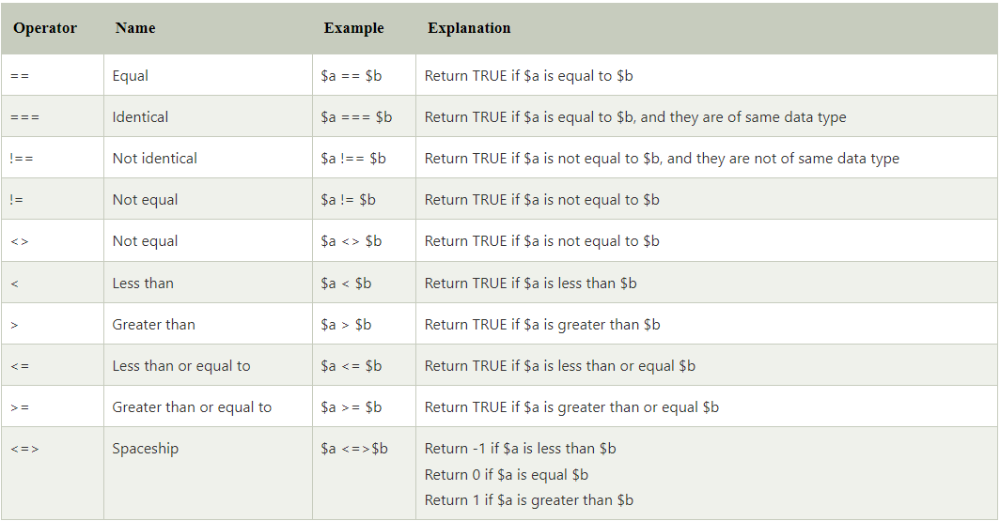 Operator Name Example Explanation
== Equal $a == $b Return TRUE if $a is equal to $b
=== Identical $a === $b Return TRUE if $a is equal to $b, and they are of same data type
!== Not identical $a !== $b Return TRUE if $a is not equal to $b, and they are not of same data type
!= Not equal $a != $b Return TRUE if $a is not equal to $b
<> Not equal $a <> $b Return TRUE if $a is not equal to $b
< Less than $a < $b Return TRUE if $a is less than $b
> Greater than $a > $b Return TRUE if $a is greater than $b
<= Less than or equal to $a <= $b Return TRUE if $a is less than or equal $b
>= Greater than or equal to $a >= $b Return TRUE if $a is greater than or equal $b
<=> Spaceship $a <=>$b Return -1 if $a is less than $b
Return 0 if $a is equal $b
Return 1 if $a is greater than $b